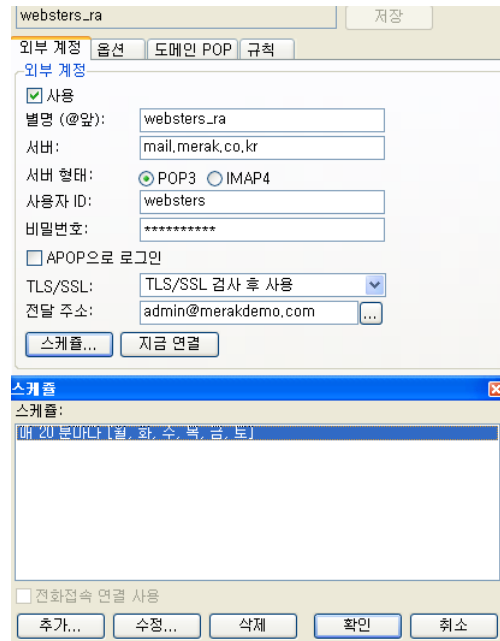 websters_ra 저장
외부 계정 옵션 도메인 POP 규칙
외부 계정
사용
별명 (@앞): websters_ra
서버: mail.merak.co.kr
서버 형태: POP3 IMAP4
사용자 ID: websters
비밀번호: **********
APOP으로 로그인
TLS/SSL: TLS/SSL 검사 후 사용
전달 주소: admin@merakdemo.com ...
스케쥴... 지금 연결
스케쥴
스케쥴:
매 20 분마다 [월, 화, 수, 목, 금, 토]
전화접속 연결 사용
추가... 수정... 삭제 확인 취소